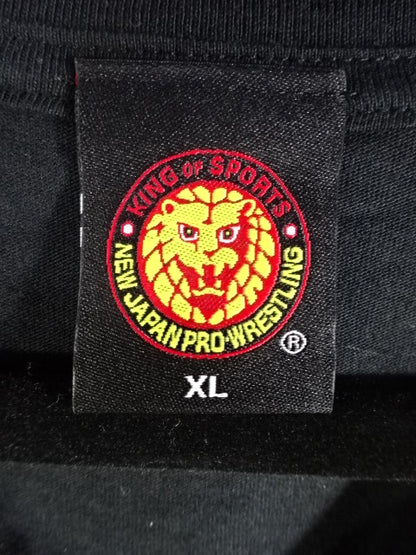 KING OF SPORTS
NEW JAPAN PRO-WRESTLING
®
XL